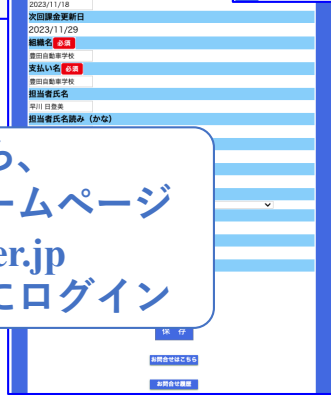 2023/11/18
次回課金更新日
2023/11/29
組織名 必須
豊田自動車学校
支払い名 必須
豊田自動車学校
担当者氏名
早川 日登美
担当者氏名読み（かな）
ら、
ームページ
er.jp
にログイン
保 存
お問合せはこちら
お問合せ履歴